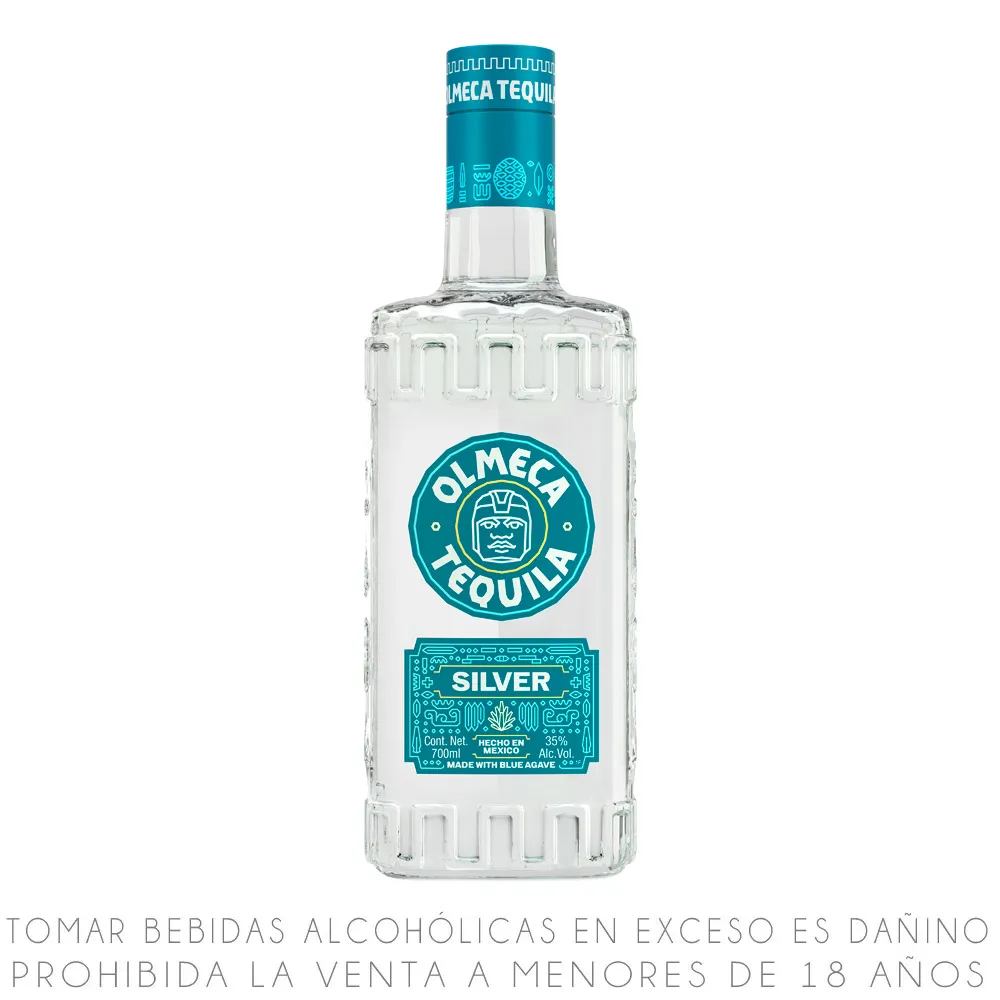 OLMECA TEQUILA
OLMECA
TEQUILA
SILVER
Cont. Net.
700ml
HECHO EN
MEXICO
35%
Alc.Vol.
MADE WITH BLUE AGAVE
TOMAR BEBIDAS ALCOHÓLICAS EN EXCESO ES DAÑINO
PROHIBIDA LA VENTA A MENORES DE 18 AÑOS